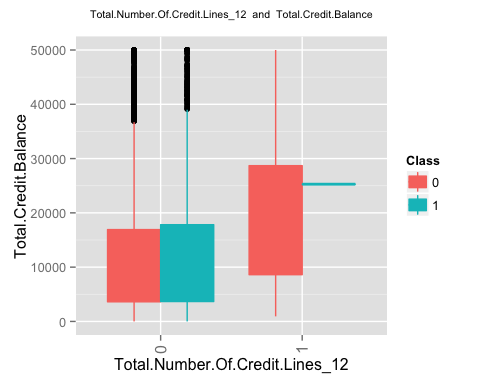 Total.Number.Of.Credit.Lines_12 and Total.Credit.Balance
50000
40000
30000
20000
10000
0
Total.Credit.Balance
0
1
Total.Number.Of.Credit.Lines_12
Class
0
1